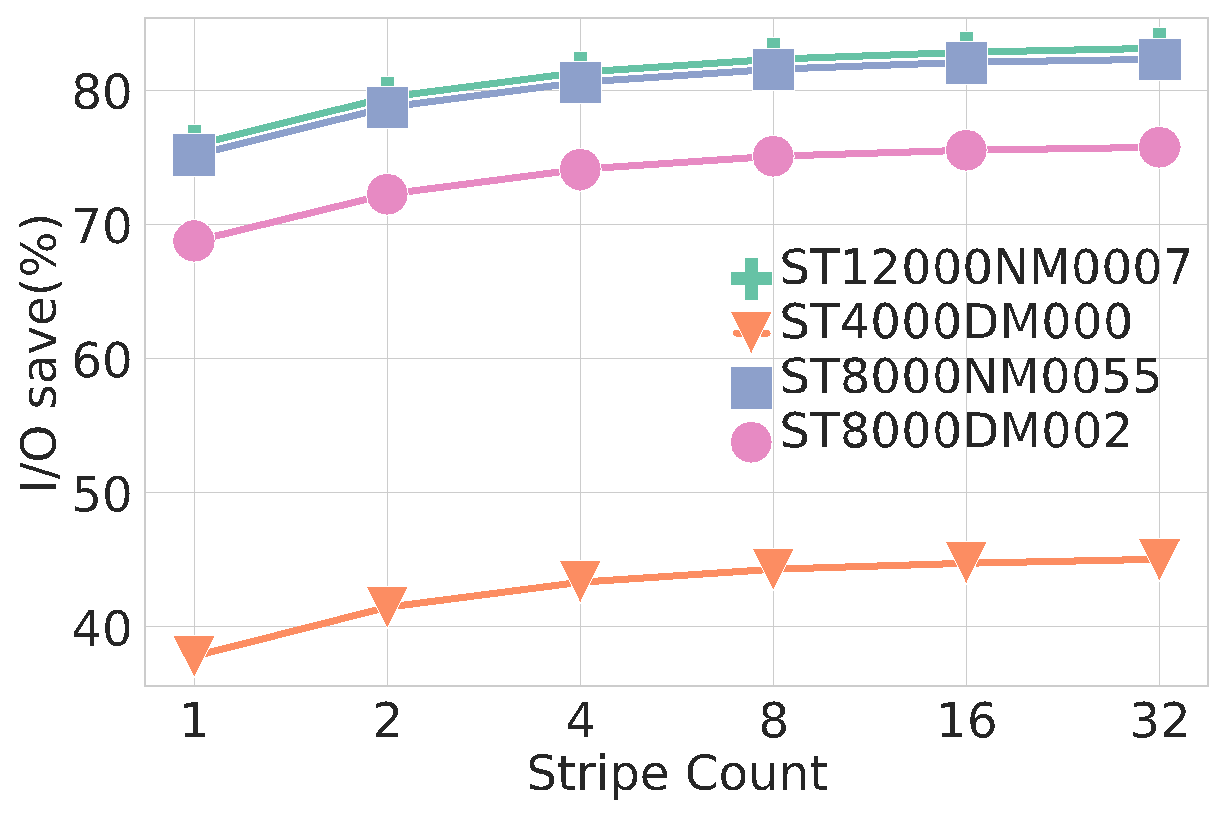 80
70
60
50
40
I/O save(%)
ST12000NM0007
ST4000DM000
ST8000NM0055
ST8000DM002
1 2 4 8 16 32
Stripe Count